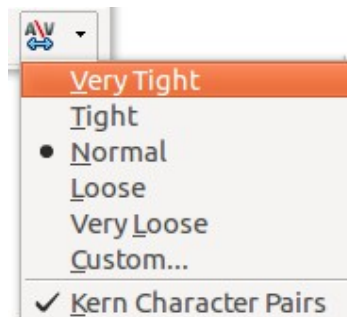 AV
Very Tight
Tight
Normal
Loose
Very Loose
Custom...
Kern Character Pairs